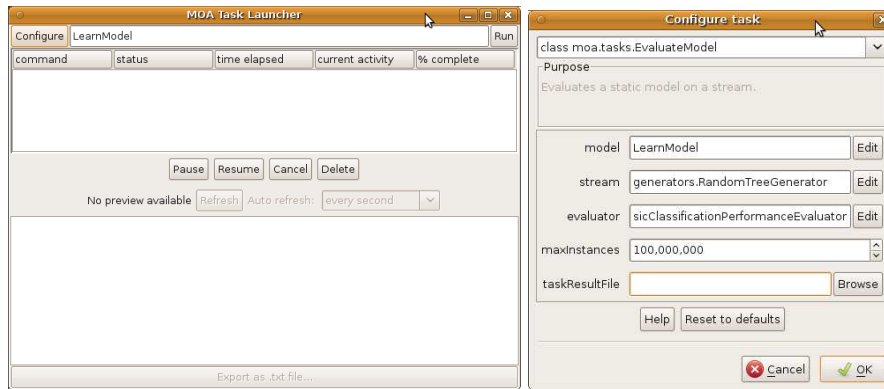 MOA Task Launcher
Configure LearnModel Run
command status time elapsed current activity % complete
Pause Resume Cancel Delete
No preview available Refresh Auto refresh: every second
Export as .txt file...
Configure task
class moa.tasks.EvaluateModel
Purpose
Evaluates a static model on a stream.
model LearnModel Edit
stream generators.RandomTreeGenerator Edit
evaluator sicClassificationPerformanceEvaluator Edit
maxInstances 100,000,000
taskResultFile Browse
Help Reset to defaults
Cancel OK